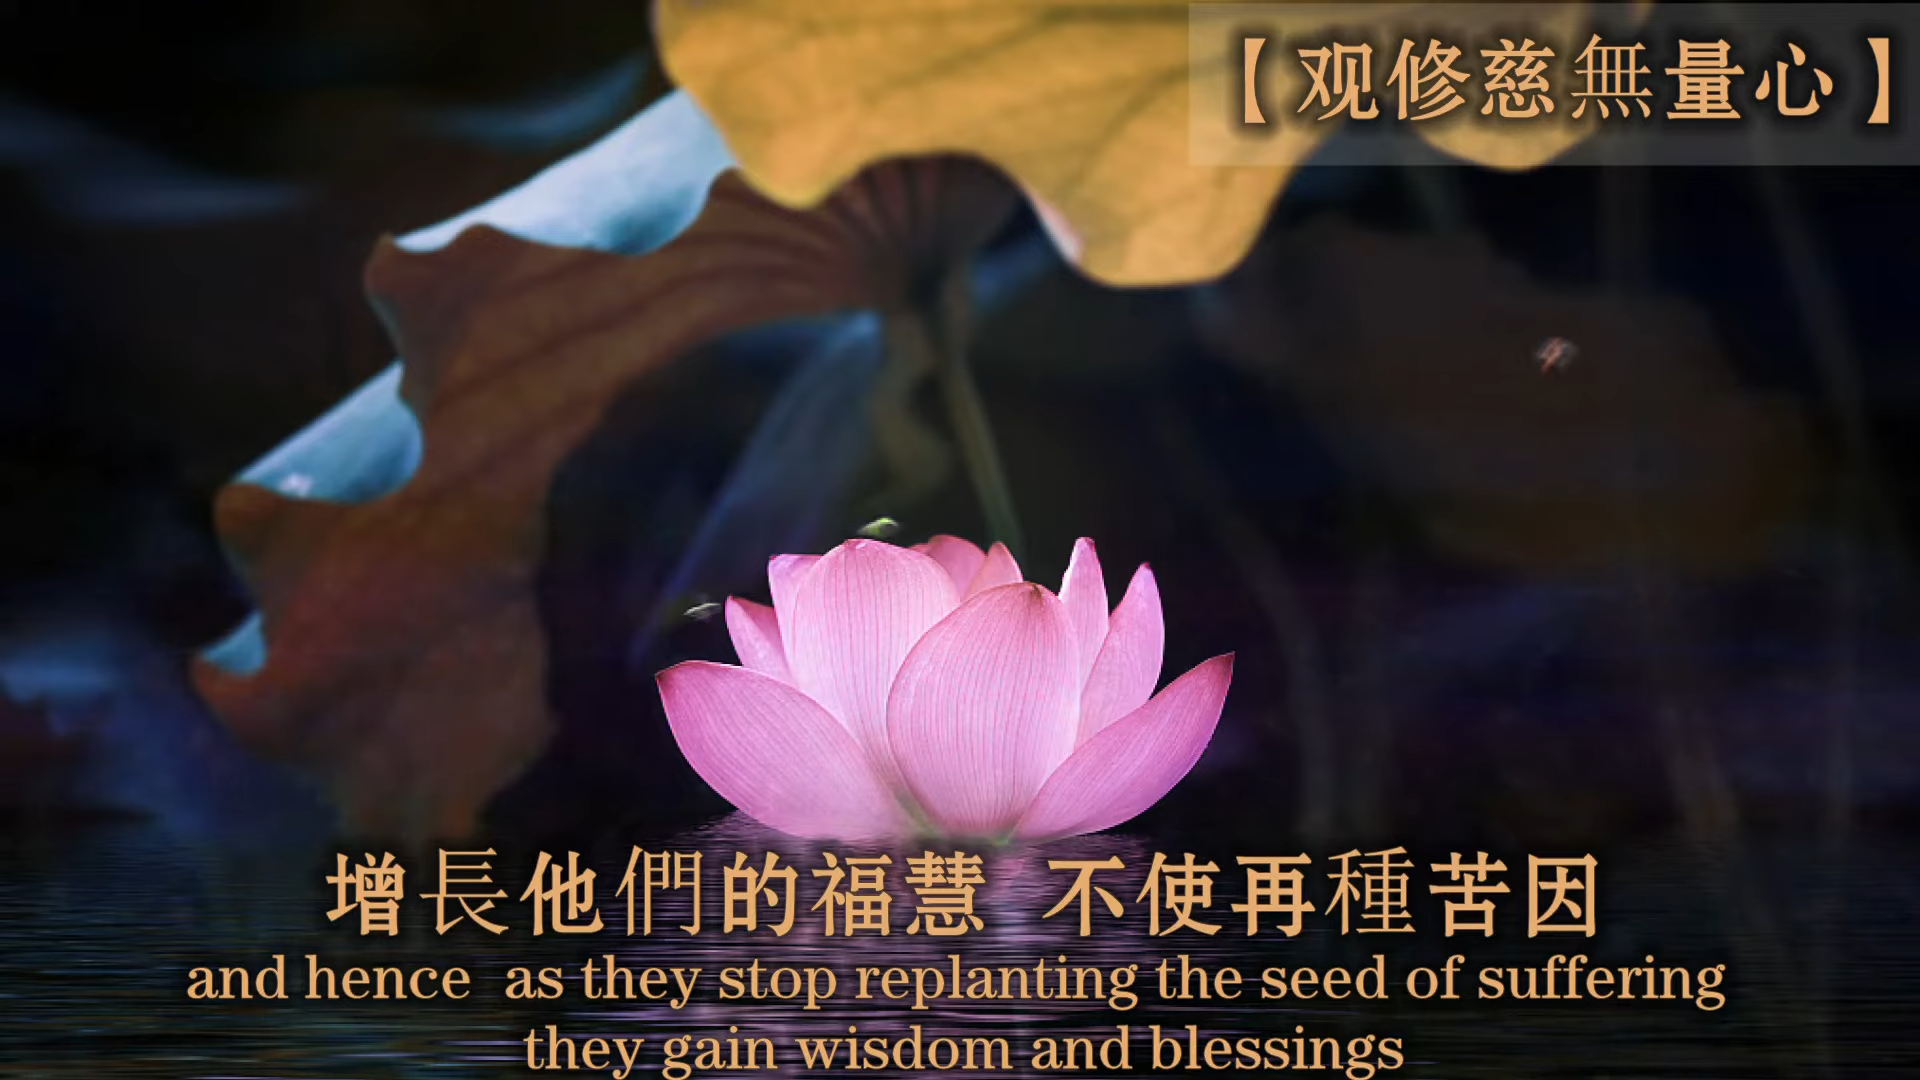 【观修慈無量心】
增長他們的福慧 不使再種苦因
and hence as they stop replanting the seed of suffering
they gain wisdom and blessings